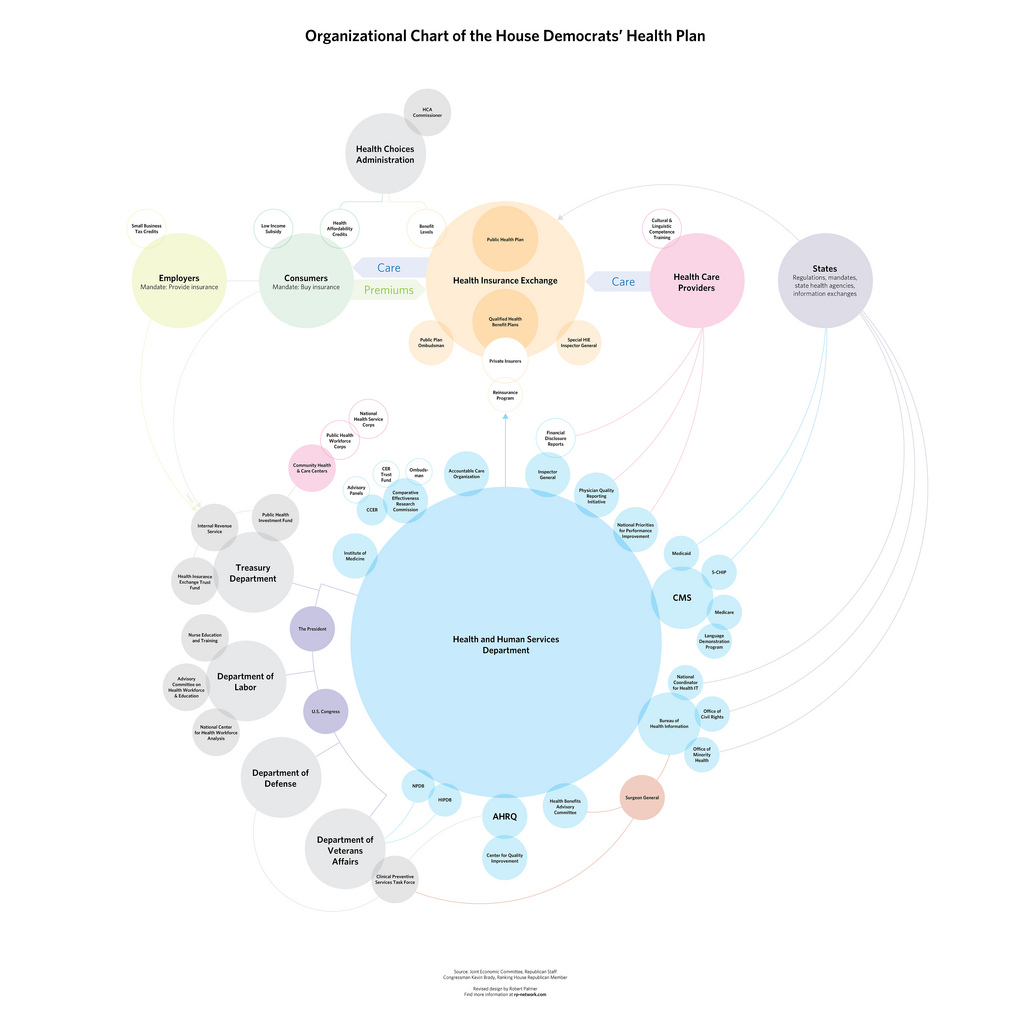 Organizational Chart of the House Democrats' Health Plan
HCA
Commissioner
Health Choices
Administration
Small Business
Tax Credits
Low Income
Subsidy
Health
Affordability
Credits
Benefit
Levels
Public Health Plan
Cultural &
Linguistic
Competence
Training
Employers
Mandate: Provide insurance
Consumers
Mandate: Buy insurance
Care
Premiums
Health Insurance Exchange
Care
Health Care
Providers
States
Regulations, mandates,
state health agencies,
information exchanges
Qualified Health
Benefit Plans
Public Plan
Ombudsman
Special HIE
Inspector General
Private Insurers
Reinsurance
Program
National
Health Service
Corps
Public Health
Workforce
Corps
Community Health
& Care Centers
Financial
Disclosure
Reports
Advisory
Panels
CER
Trust
Fund
Ombuds-
man
CCER
Comparative
Effectiveness
Research
Commission
Accountable Care
Organization
Inspector
General
Physician Quality
Reporting
Initiative
National Priorities
for Performance
Improvement
Internal Revenue
Service
Public Health
Investment Fund
Institute of
Medicine
Medicaid
S-CHIP
Treasury
Department
Health Insurance
Exchange Trust
Fund
CMS
Medicare
Language
Demonstration
Program
The President
Nurse Education
and Training
Health and Human Services
Department
Department of
Labor
Advisory
Committee on
Health Workforce
& Education
National Center
for Health Workforce
Analysis
U.S. Congress
National
Coordinator
for Health IT
Bureau of
Health Information
Office of
Civil Rights
Office of
Minority
Health
Department of
Defense
NPDB
HIPDB
Health Benefits
Advisory
Committee
Surgeon General
AHRQ
Center for Quality
Improvement
Department of
Veterans
Affairs
Clinical Preventive
Services Task Force
Source: Joint Economic Committee, Republican Staff
Congressman Kevin Brady, Ranking House Republican Member
Revised design by Robert Palmer
Find more information at rp-network.com